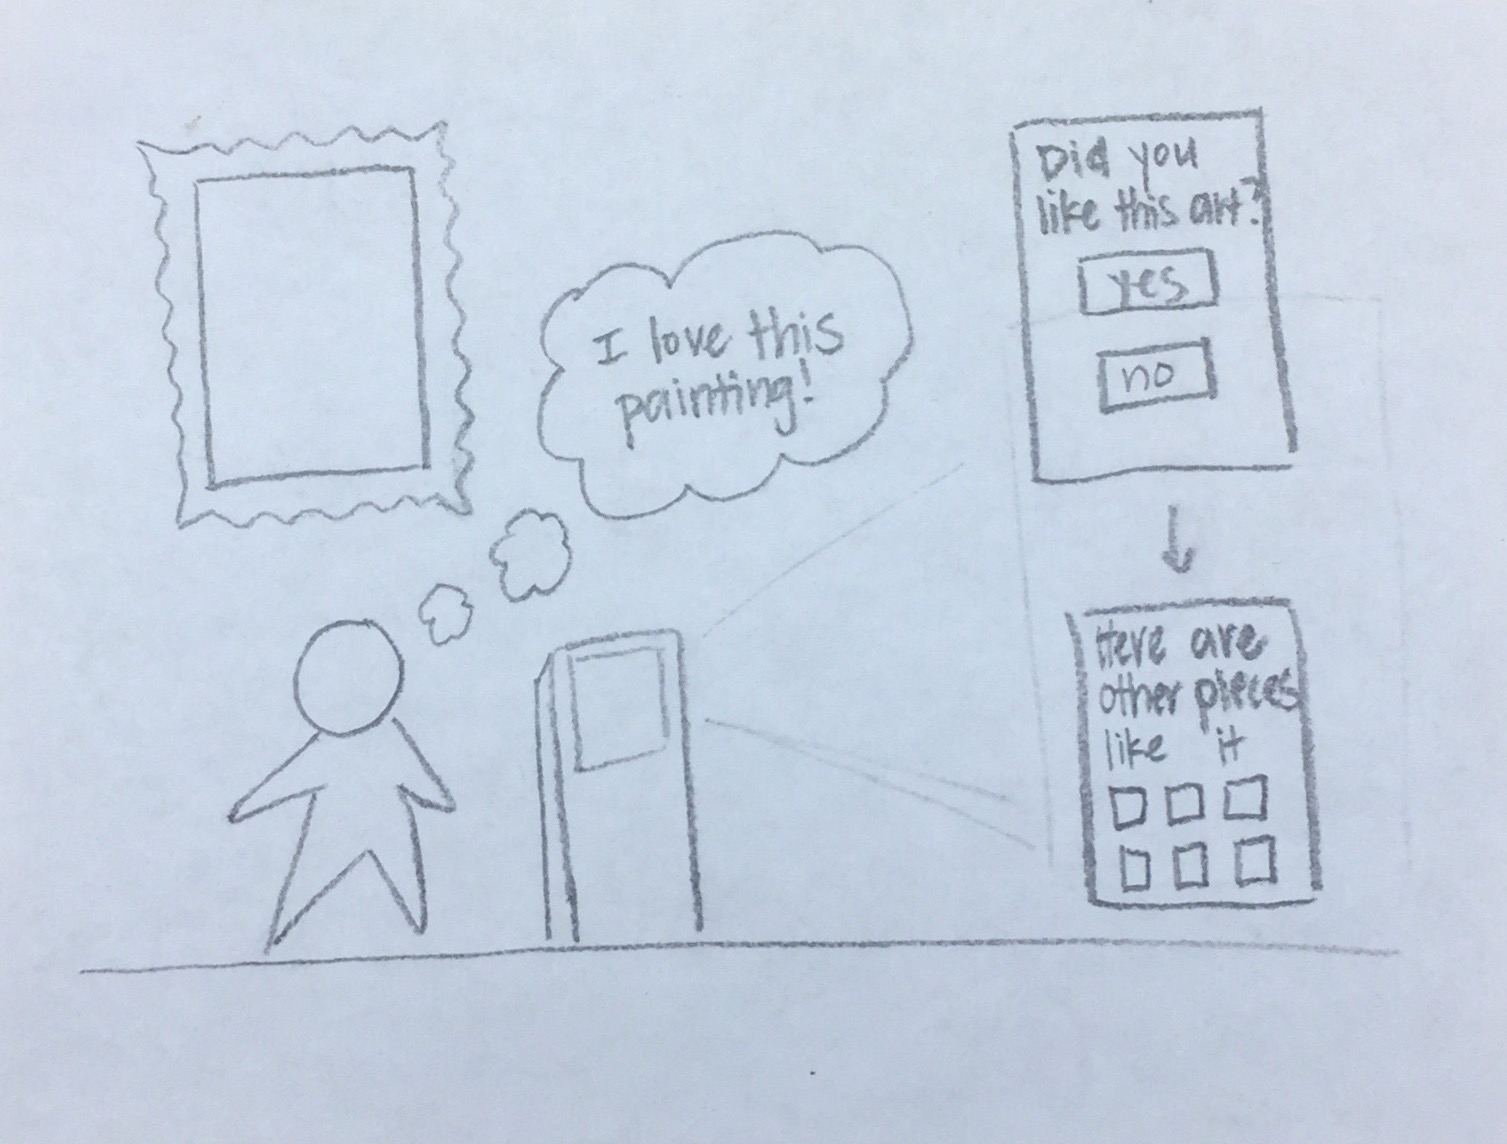 I love this
painting!
Did you
like this art?
yes
no
Here are
other pieces
like it